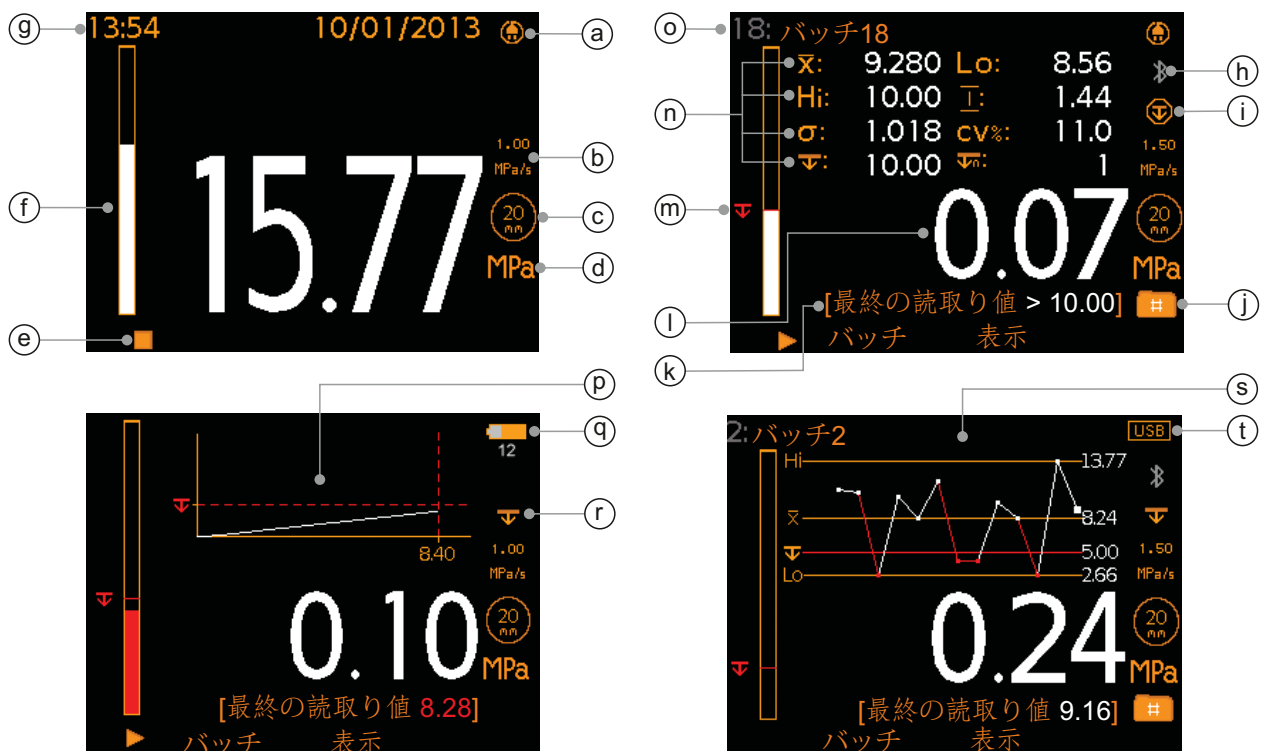 g 13:54 10/01/2013 a
1.00 b
MPa/s
f 15.77 20 mm c
MPa d
e
o 18: バッチ18
x̅: 9.280 Lo: 8.56 h
n Hi: 10.00 I: 1.44 i
σ: 1.018 cv%: 11.0 1.50
10.00 n: 1 MPa/s
m 0.07 20 mm
MPa
l [最終の読取り値 > 10.00] # j
k バッチ 表示
p
12 q
r
8.40 1.00
MPa/s
0.10 20 mm
MPa
[最終の読取り値 8.28]
バッチ 表示
s
2: バッチ2 USB t
Hi 13.77
x̅ 8.24
5.00 1.50
Lo 2.66 MPa/s
0.24 20 mm
MPa
[最終の読取り値 9.16] #
バッチ 表示